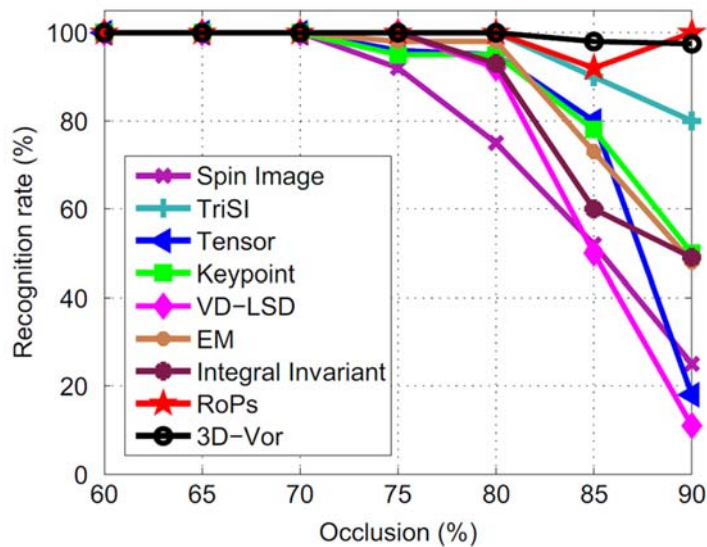 100
80
60
40
20
0
Recognition rate (%)
Spin Image
TriSI
Tensor
Keypoint
VD-LSD
EM
Integral Invariant
RoPs
3D-Vor
60 65 70 75 80 85 90
Occlusion (%)